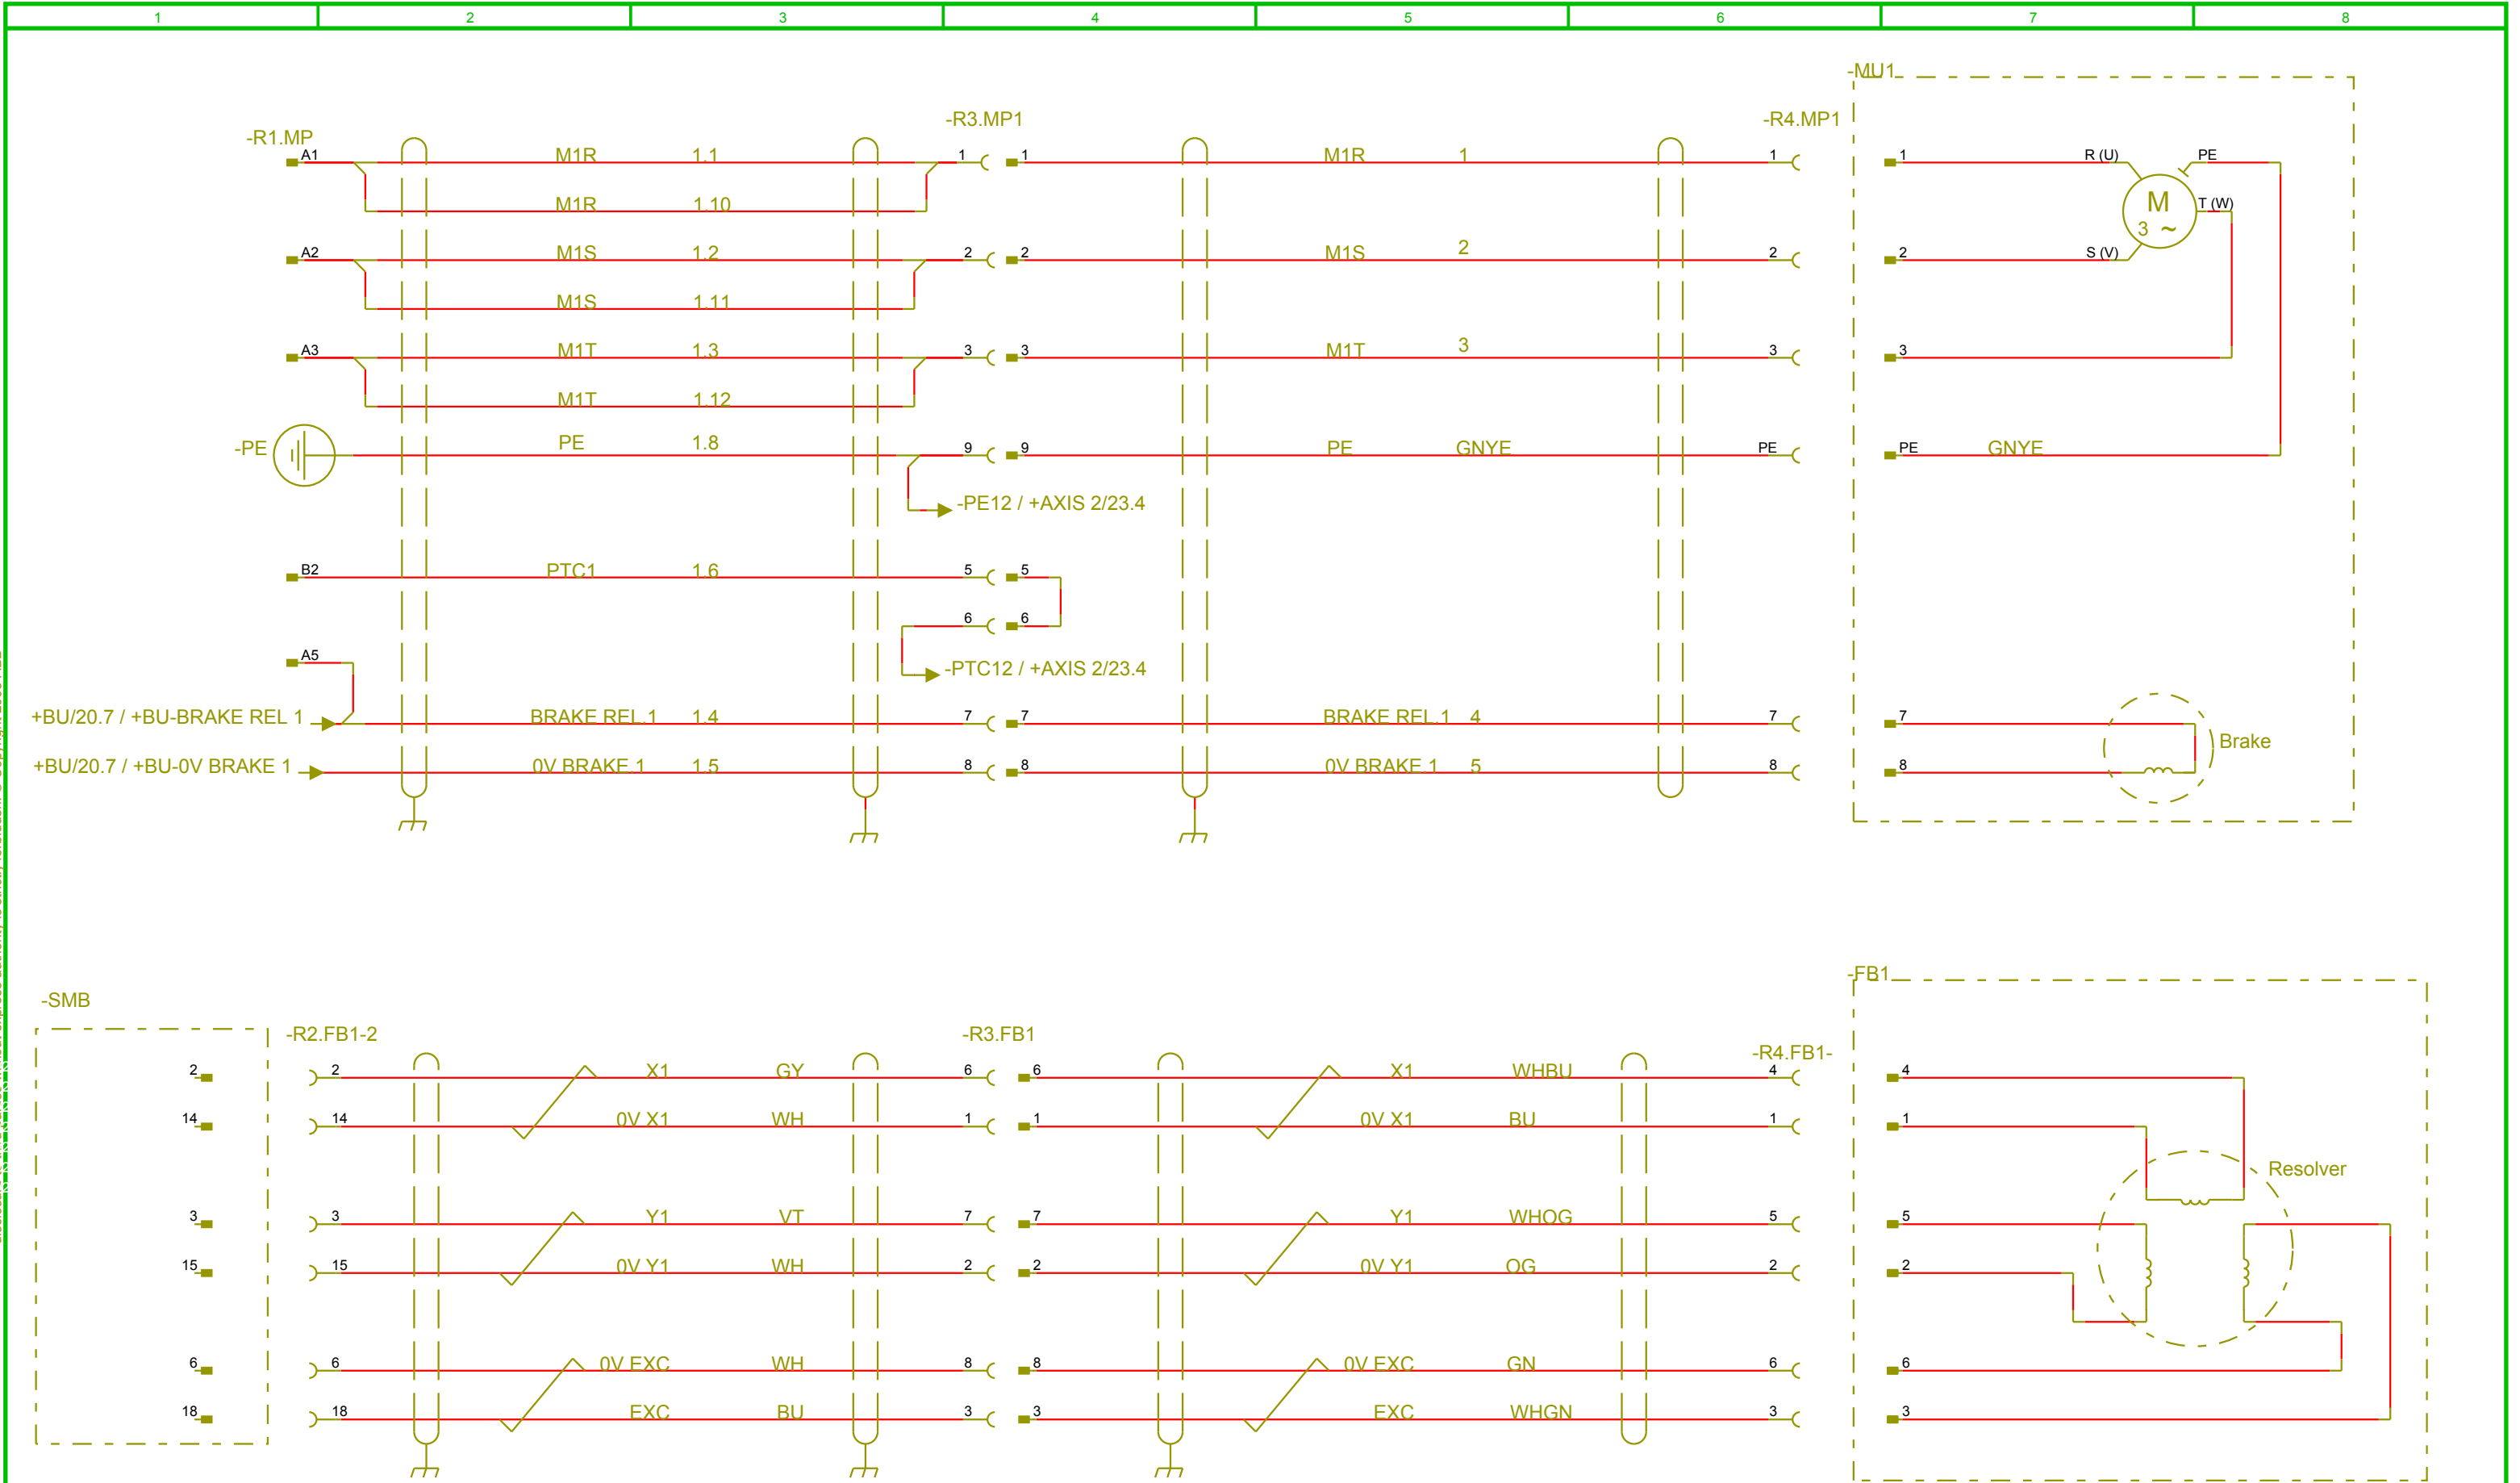 1 2 3 4 5 6 7 8
-MU1
-R3.MP1 -R4.MP1
-R1.MP
A1 M1R 1.1 1 1 M1R 1 1 1 R (U) PE
M1R 1.10 M T (W)
3 ~
A2 M1S 1.2 2 2 M1S 2 2 2 S (V)
M1S 1.11
A3 M1T 1.3 3 3 M1T 3 3 3
M1T 1.12
-PE PE 1.8 9 9 PE GNYE PE PE GNYE
-PE12 / +AXIS 2/23.4
B2 PTC1 1.6 5 5
6 6
A5 -PTC12 / +AXIS 2/23.4
+BU/20.7 / +BU-BRAKE REL 1 BRAKE REL.1 1.4 7 7 BRAKE REL.1 4 7 7
Brake
+BU/20.7 / +BU-0V BRAKE 1 0V BRAKE.1 1.5 8 8 0V BRAKE.1 5 8 8
-FB1
-SMB
-R2.FB1-2 -R3.FB1 -R4.FB1-
2 2 X1 GY 6 6 X1 WHBU 4 4
14 14 0V X1 WH 1 1 0V X1 BU 1 1
Resolver
3 3 Y1 VT 7 7 Y1 WHOG 5 5
15 15 0V Y1 WH 2 2 0V Y1 OG 2 2
6 6 0V EXC WH 8 8 0V EXC GN 6 6
18 18 EXC BU 3 3 EXC WHGN 3 3